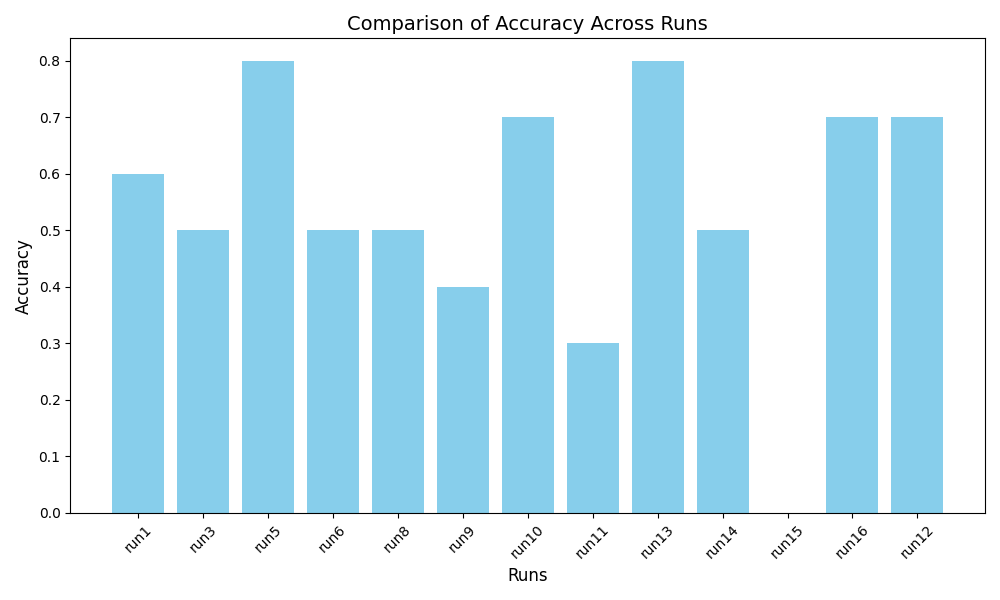 Comparison of Accuracy Across Runs
Accuracy
0.8
0.7
0.6
0.5
0.4
0.3
0.2
0.1
0.0
run1 run3 run5 run6 run8 run9 run10 run11 run13 run14 run15 run16 run12
Runs